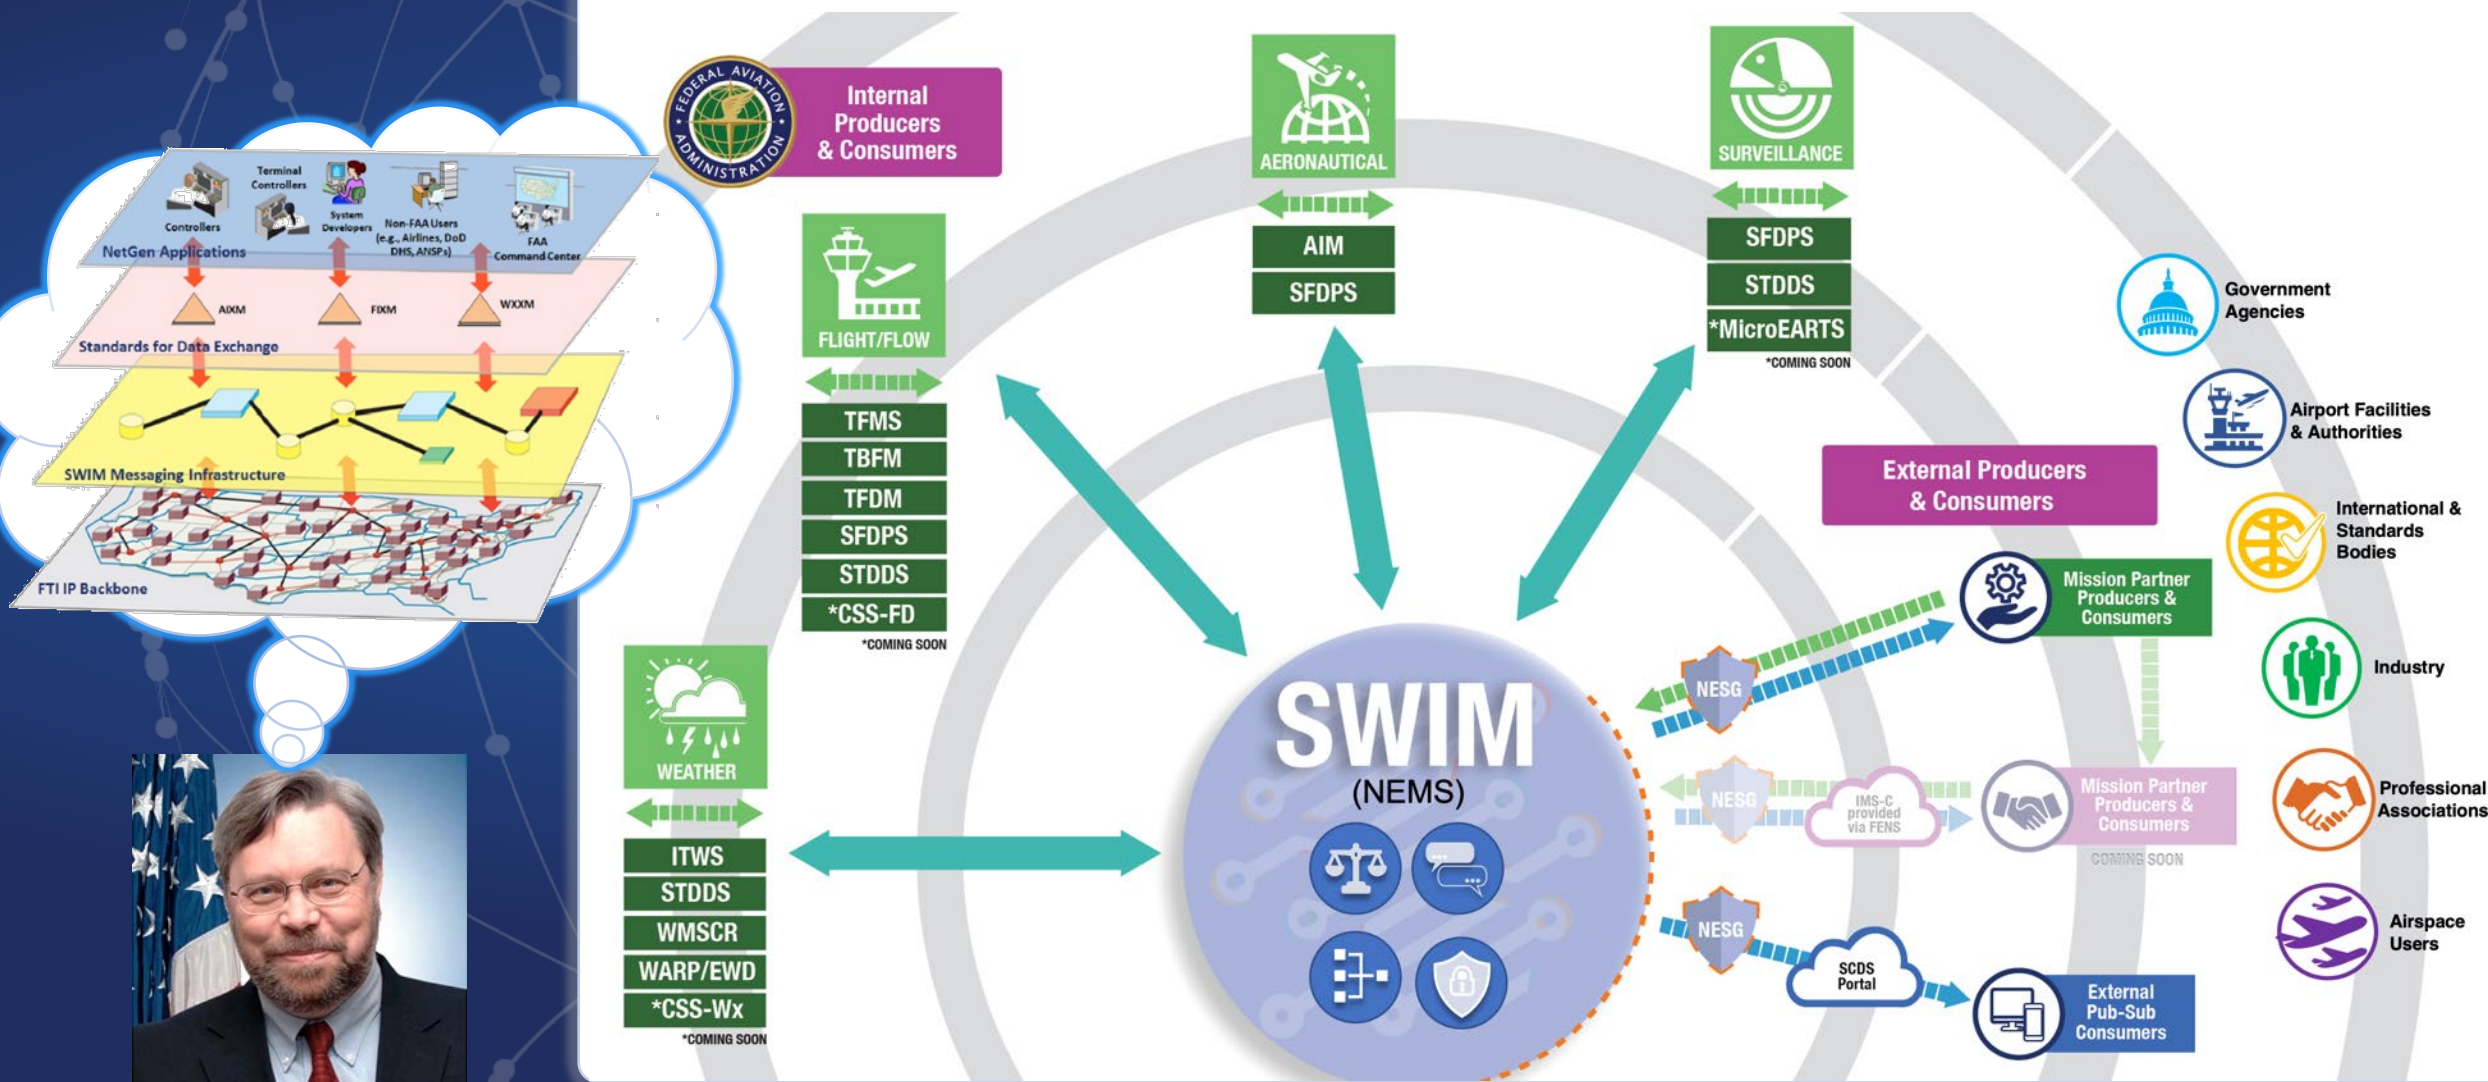 Terminal
Controllers
Controllers
System
Developers
Non-FAA Users
(e.g., Airlines, DoD
DHS, ANSPs)
FAA
Command Center
NetGen Applications
AIXM
FIXM
WXXM
Standards for Data Exchange
SWIM Messaging Infrastructure
FTI IP Backbone
FEDERAL AVIATION
ADMINISTRATION
Internal
Producers
& Consumers
FLIGHT/FLOW
TFMS
TBFM
TFDM
SFDPS
STDDS
*CSS-FD
*COMING SOON
WEATHER
ITWS
STDDS
WMSCR
WARP/EWD
*CSS-Wx
*COMING SOON
AERONAUTICAL
AIM
SFDPS
SURVEILLANCE
SFDPS
STDDS
*MicroEARTS
*COMING SOON
SWIM
(NEMS)
External Producers
& Consumers
NESG
Mission Partner
Producers &
Consumers
NESG
IMS-C
provided
via FENS
Mission Partner
Producers &
Consumers
COMING SOON
NESG
SCDS
Portal
External
Pub-Sub
Consumers
Government
Agencies
Airport Facilities
& Authorities
International &
Standards
Bodies
Industry
Professional
Associations
Airspace
Users